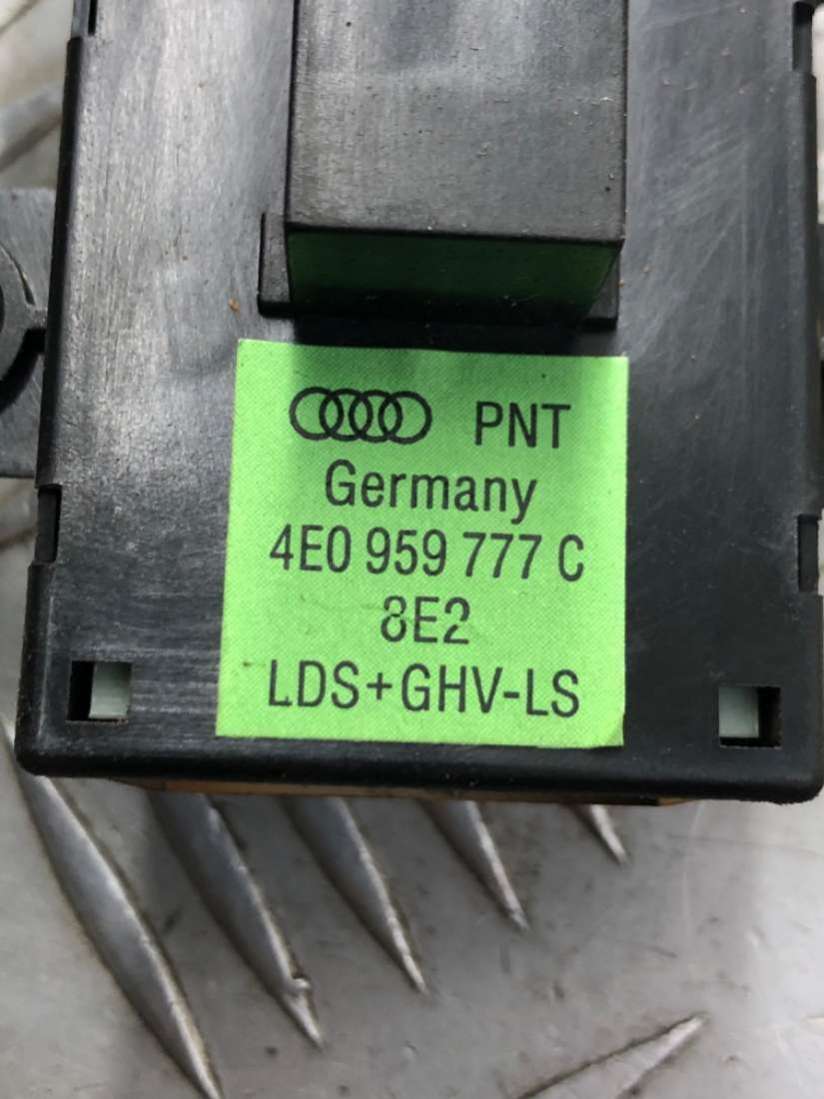 PNT
Germany
4E0 959 777 C
8E2
LDS+GHV-LS